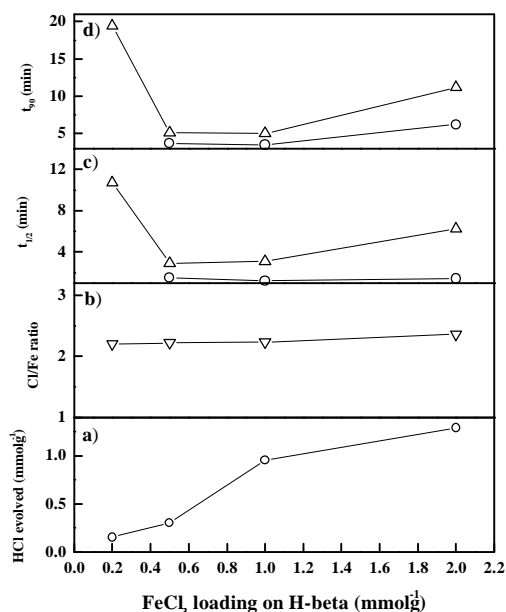 d)
20
15
10
5
t90 (min)
c)
12
8
4
t1/2 (min)
b)
3
2
1
Cl/Fe ratio
a)
1.0
0.5
0.0
HCl evolved (mmolg-1)
0.0 0.2 0.4 0.6 0.8 1.0 1.2 1.4 1.6 1.8 2.0 2.2
FeCl3 loading on H-beta (mmolg-1)